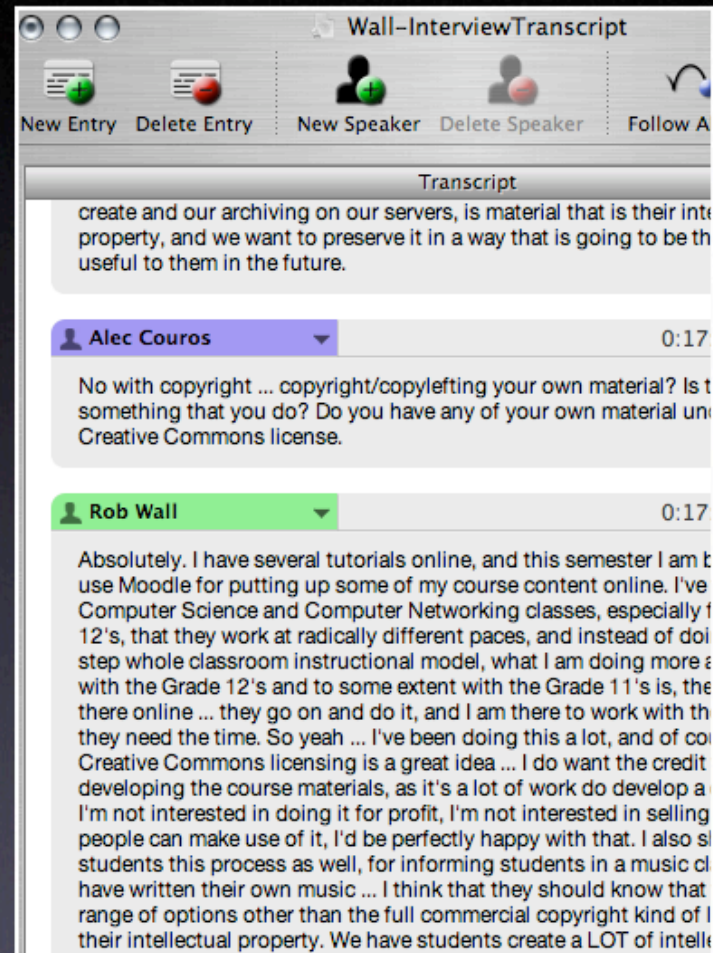 Wall-InterviewTranscript
New Entry Delete Entry New Speaker Delete Speaker Follow A
Transcript
create and our archiving on our servers, is material that is their inte
property, and we want to preserve it in a way that is going to be th
useful to them in the future.
Alec Couros 0:17
No with copyright ... copyright/copylefting your own material? Is t
something that you do? Do you have any of your own material un
Creative Commons license.
Rob Wall 0:17
Absolutely. I have several tutorials online, and this semester I am b
use Moodle for putting up some of my course content online. I've
Computer Science and Computer Networking classes, especially f
12's, that they work at radically different paces, and instead of doi
step whole classroom instructional model, what I am doing more a
with the Grade 12's and to some extent with the Grade 11's is, the
there online ... they go on and do it, and I am there to work with th
they need the time. So yeah ... I've been doing this a lot, and of cou
Creative Commons licensing is a great idea ... I do want the credit
developing the course materials, as it's a lot of work do develop a
I'm not interested in doing it for profit, I'm not interested in selling
people can make use of it, I'd be perfectly happy with that. I also s
students this process as well, for informing students in a music cl
have written their own music ... I think that they should know that
range of options other than the full commercial copyright kind of l
their intellectual property. We have students create a LOT of intelle